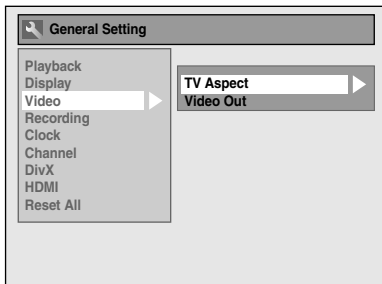 General Setting
Playback
Display
Video
Recording
Clock
Channel
DivX
HDMI
Reset All
TV Aspect
Video Out